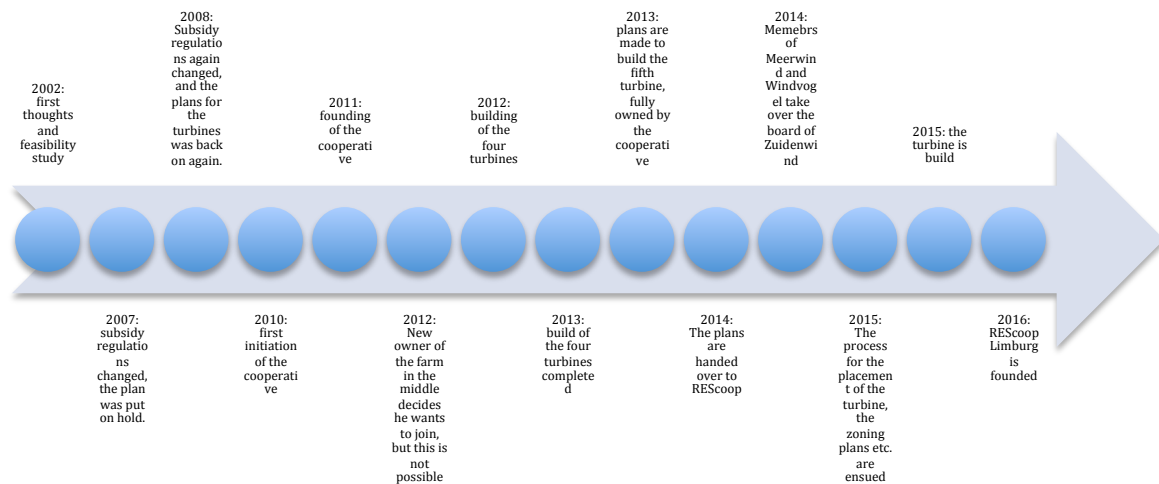 2002:
first
thoughts
and
feasibility
study
2007:
subsidy
regulatio
ns
changed,
the plan
was put
on hold.
2008:
Subsidy
regulatio
ns again
changed,
and the
plans for
the
turbines
was back
on again.
2010:
first
initiation
of the
cooperati
ve
2011:
founding
of the
cooperati
ve
2012:
New
owner of
the farm
in the
middle
decides
he wants
to join,
but this is
not
possible
2012:
building
of the
four
turbines
2013:
build of
the four
turbines
complete
d
2013:
plans are
made to
build the
fifth
turbine,
fully
owned by
the
cooperati
ve
2014:
The plans
are
handed
over to
REScoop
2014:
Memebrs
of
Meerwin
d and
Windvog
el take
over the
board of
Zuidenwi
nd
2015:
The
process
for the
placemen
t of the
turbine,
the
zoning
plans etc.
are
ensued
2015: the
turbine is
build
2016:
REScoop
Limburg
is
founded